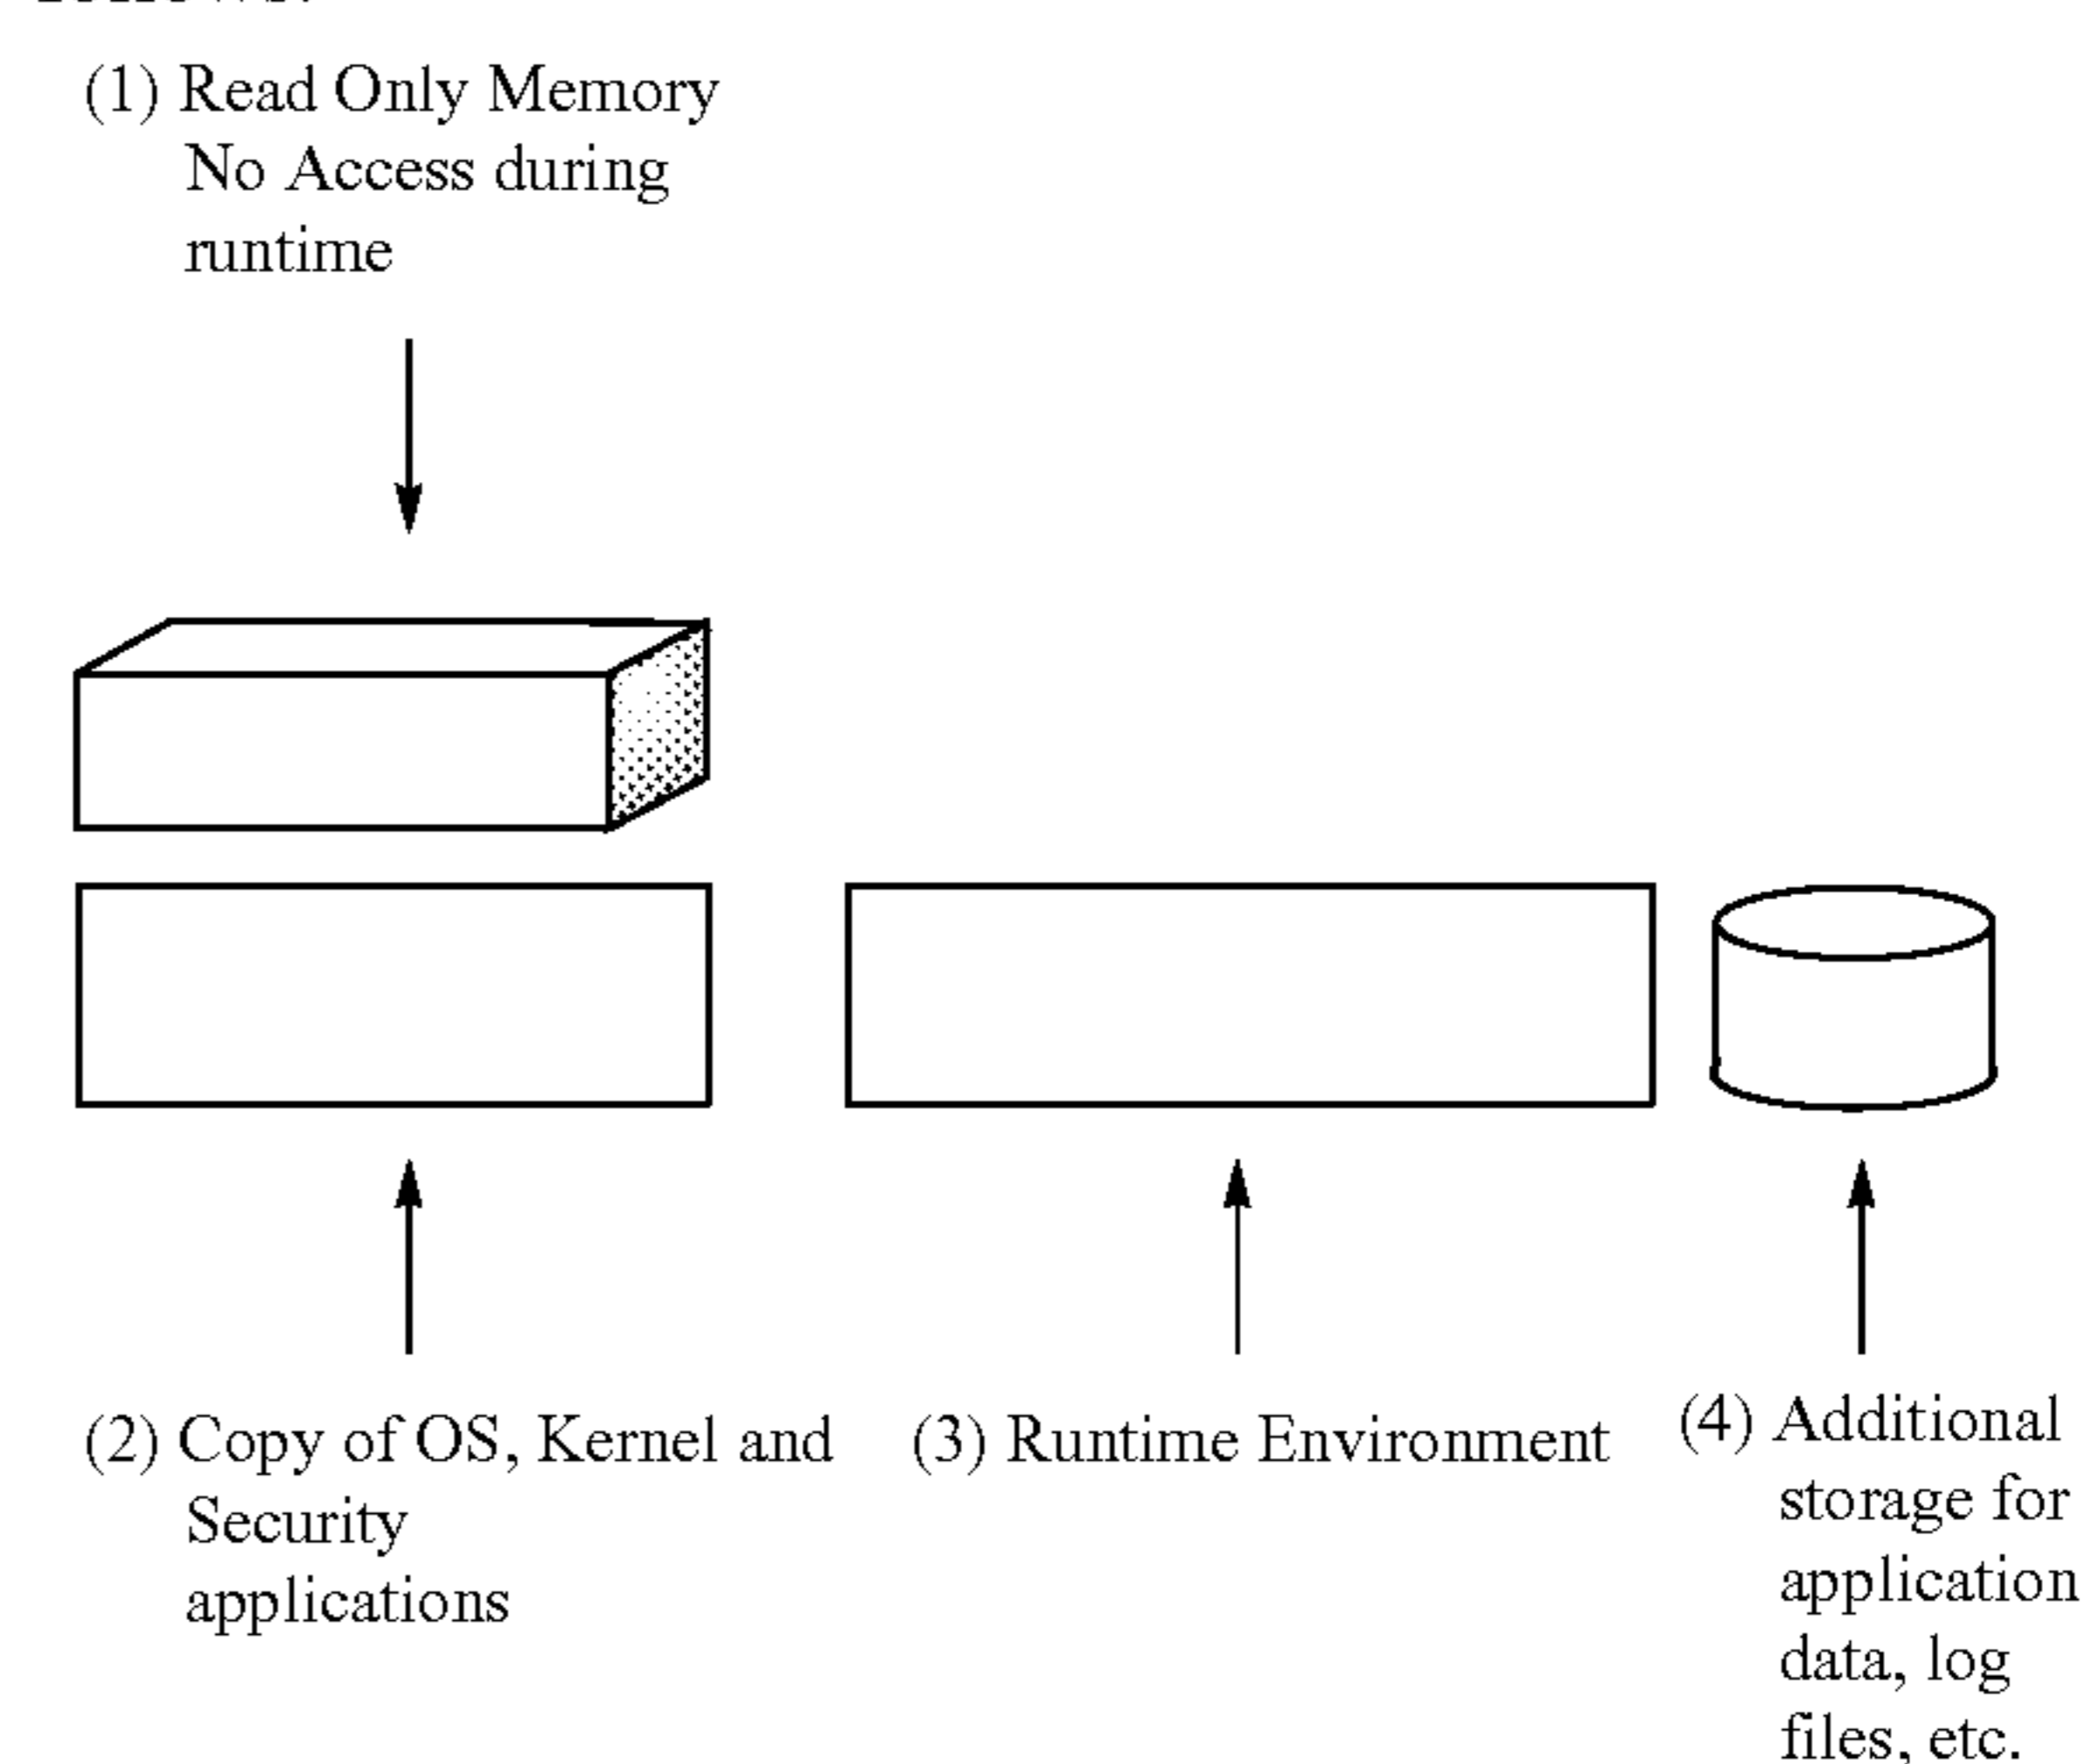 (1) Read Only Memory
No Access during
runtime
(2) Copy of OS, Kernel and
Security
applications
(3) Runtime Environment
(4) Additional
storage for
application
data, log
files, etc.